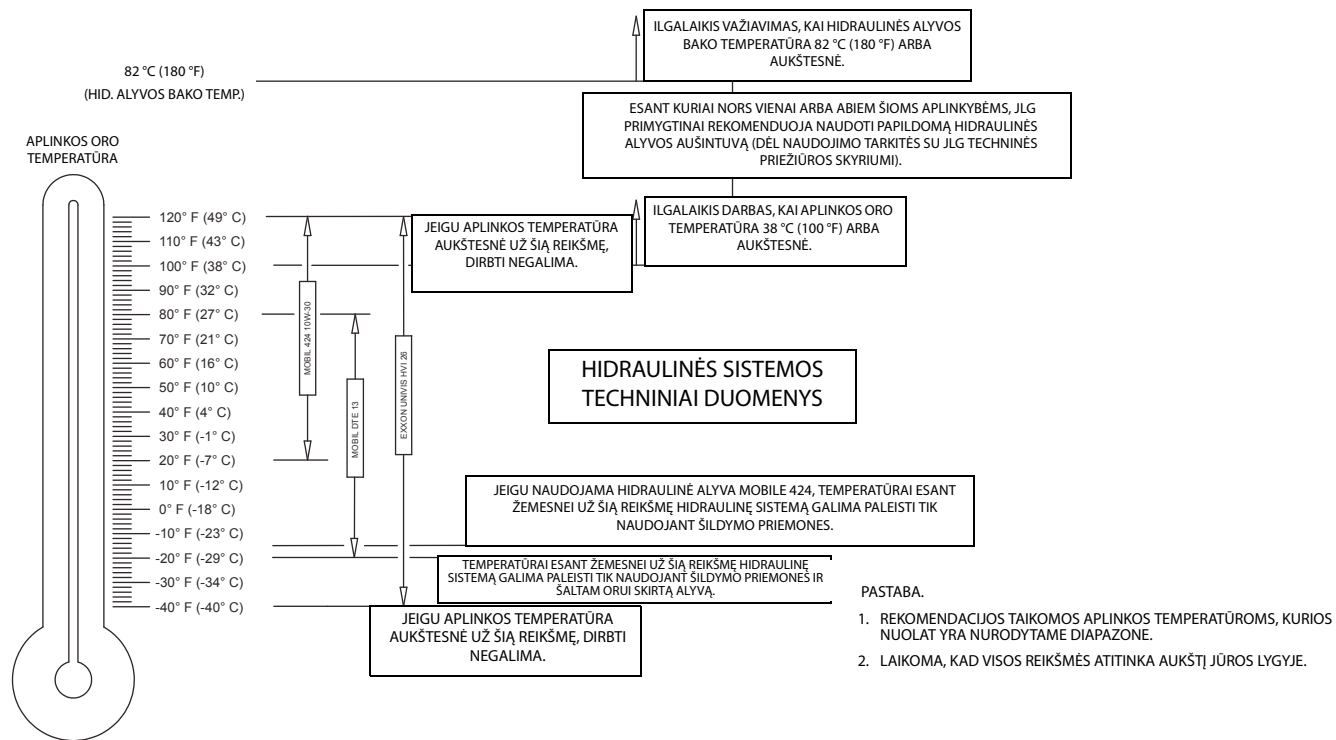 ILGALAIKIS VAŽIAVIMAS, KAI HIDRAULINĖS ALYVOS
BAKO TEMPERATŪRA 82 °C (180 °F) ARBA
AUKŠTESNĖ.
82 °C (180 °F)
(HID. ALYVOS BAKO TEMP.)
ESANT KURIAI NORS VIENAI ARBA ABIEM ŠIOMS APLINKYBĖMS, JLG
PRIMYGTINAI REKOMENDUOJA NAUDOTI PAPILDOMĄ HIDRAULINĖS
ALYVOS AUŠINTUVĄ (DĖL NAUDOJIMO TARKITĖS SU JLG TECHNINĖS
PRIEŽIŪROS SKYRIUMI).
APLINKOS ORO
TEMPERATŪRA
ILGALAIKIS DARBAS, KAI APLINKOS ORO
TEMPERATŪRA 38 °C (100 °F) ARBA
AUKŠTESNĖ.
JEIGU APLINKOS TEMPERATŪRA
AUKŠTESNĖ UŽ ŠIĄ REIKŠMĘ,
DIRBTI NEGALIMA.
120° F (49° C)
110° F (43° C)
100° F (38° C)
90° F (32° C)
80° F (27° C)
70° F (21° C)
60° F (16° C)
50° F (10° C)
40° F (4° C)
30° F (-1° C)
20° F (-7° C)
10° F (-12° C)
0° F (-18° C)
-10° F (-23° C)
-20° F (-29° C)
-30° F (-34° C)
-40° F (-40° C)
MOBIL 424 10W-30
MOBIL DTE 13
EXXON UNIVIS HVI 26
HIDRAULINĖS SISTEMOS
TECHNINIAI DUOMENYS
JEIGU NAUDOJAMA HIDRAULINĖ ALYVA MOBILE 424, TEMPERATŪRAI ESANT
ŽEMESNEI UŽ ŠIĄ REIKŠMĘ HIDRAULINĘ SISTEMĄ GALIMA PALEISTI TIK
NAUDOJANT ŠILDYMO PRIEMONES.
TEMPERATŪRAI ESANT ŽEMESNEI UŽ ŠIĄ REIKŠMĘ HIDRAULINĘ
SISTEMĄ GALIMA PALEISTI TIK NAUDOJANT ŠILDYMO PRIEMONES IR
ŠALTAM ORUI SKIRTĄ ALYVĄ.
JEIGU APLINKOS TEMPERATŪRA
AUKŠTESNĖ UŽ ŠIĄ REIKŠMĘ, DIRBTI
NEGALIMA.
PASTABA.
1. REKOMENDACIJOS TAIKOMOS APLINKOS TEMPERATŪROMS, KURIOS
NUOLAT YRA NURODYTAME DIAPAZONE.
2. LAIKOMA, KAD VISOS REIKŠMĖS ATITINKA AUKŠTĮ JŪROS LYGYJE.